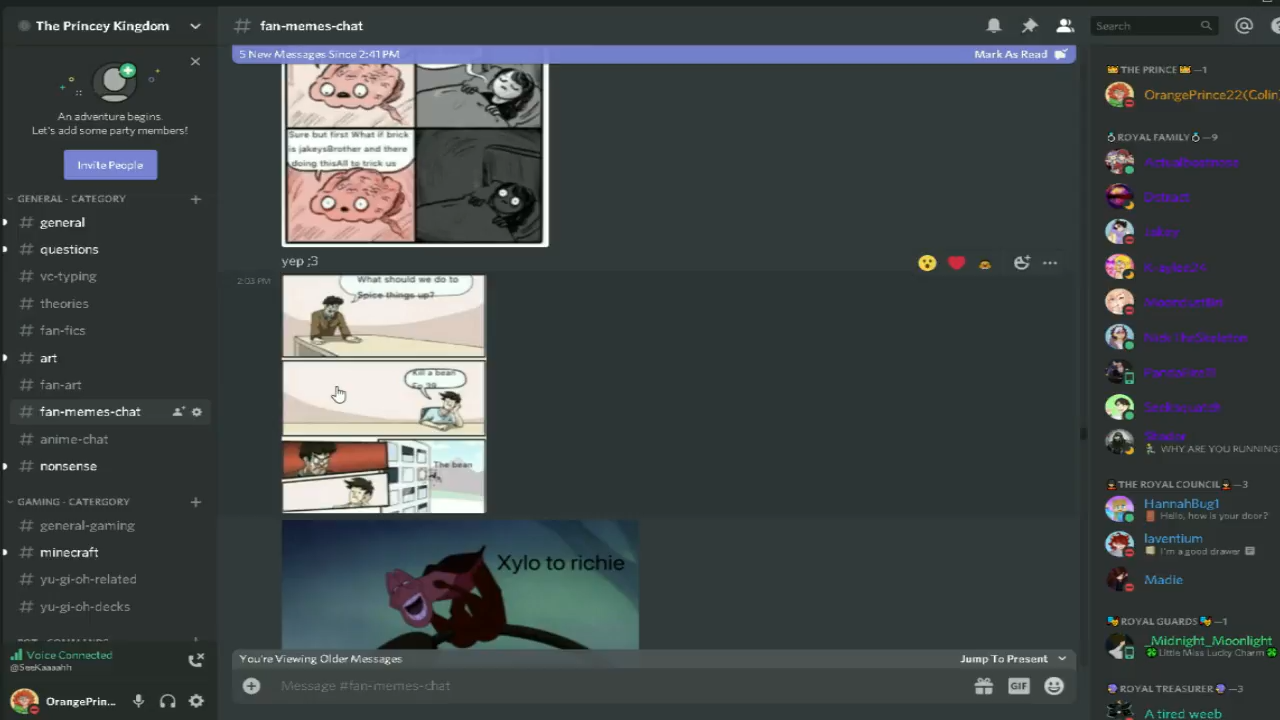 The Princey Kingdom
An adventure begins.
Let's add some party members!
Invite People
GENERAL - CATEGORY
general
questions
vc-typing
theories
fan-fics
art
fan-art
fan-memes-chat
anime-chat
nonsense
GAMING - CATERGORY
general-gaming
minecraft
yu-gi-oh-related
yu-gi-oh-decks
Voice Connected
@SeeKaaaahh
OrangePrin...
fan-memes-chat
Search
5 New Messages Since 2:41 PM
Mark As Read
Sure but first What if brick
is jakeysBrother and there
doing thisAll to trick us
yep ;3
2:03 PM
What should we do to
Spice things up?
Kill a bean
The bean
Xylo to richie
You're Viewing Older Messages
Jump To Present
Message #fan-memes-chat
GIF
THE PRINCE —1
OrangePrince22(Colin
ROYAL FAMILY —9
Jakey
WHY ARE YOU RUNNING
THE ROYAL COUNCIL —3
HannahBug1
Hello, how is your door?
laventium
I'm a good drawer
Madie
ROYAL GUARDS —1
_Midnight_Moonlight
Little Miss Lucky Charm
ROYAL TREASURER —3
A tired weeb